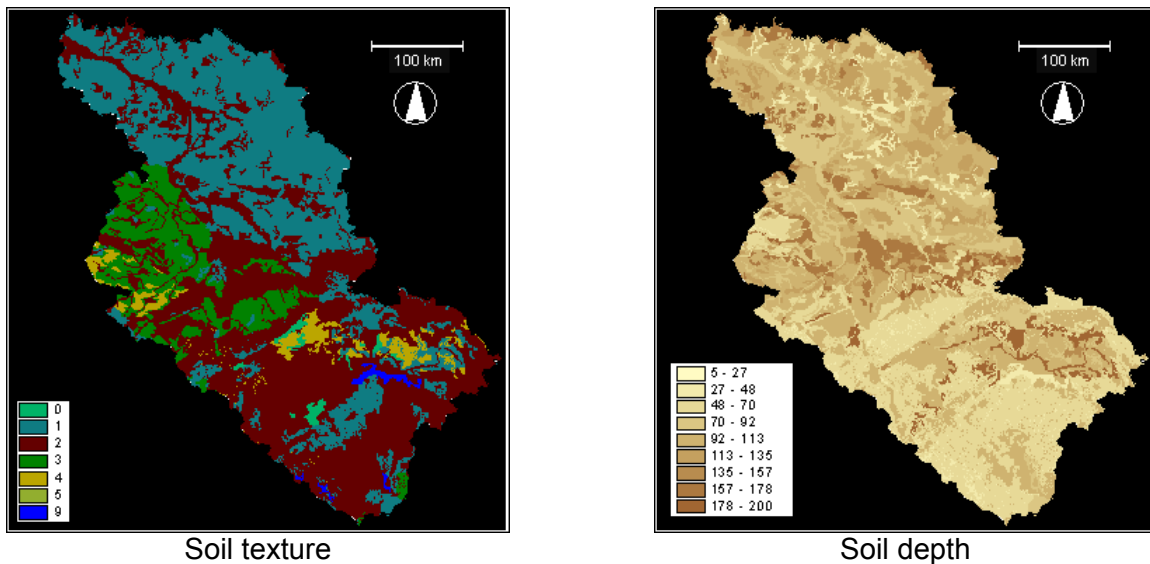 100 km
0
1
2
3
4
5
9
Soil texture
100 km
5 - 27
27 - 48
48 - 70
70 - 92
92 - 113
113 - 135
135 - 157
157 - 178
178 - 200
Soil depth